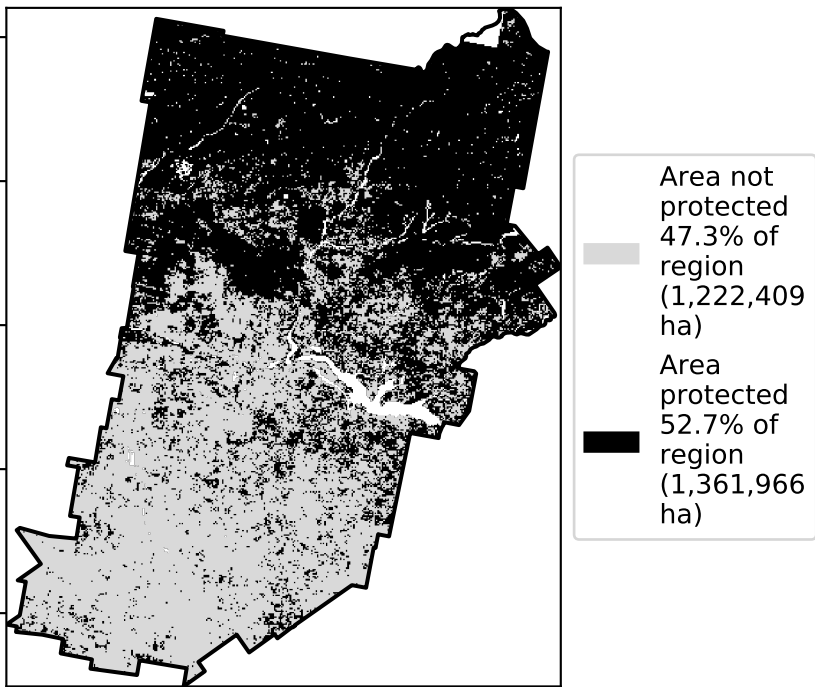 Area not
protected
47.3% of
region
(1,222,409
ha)
Area
protected
52.7% of
region
(1,361,966
ha)